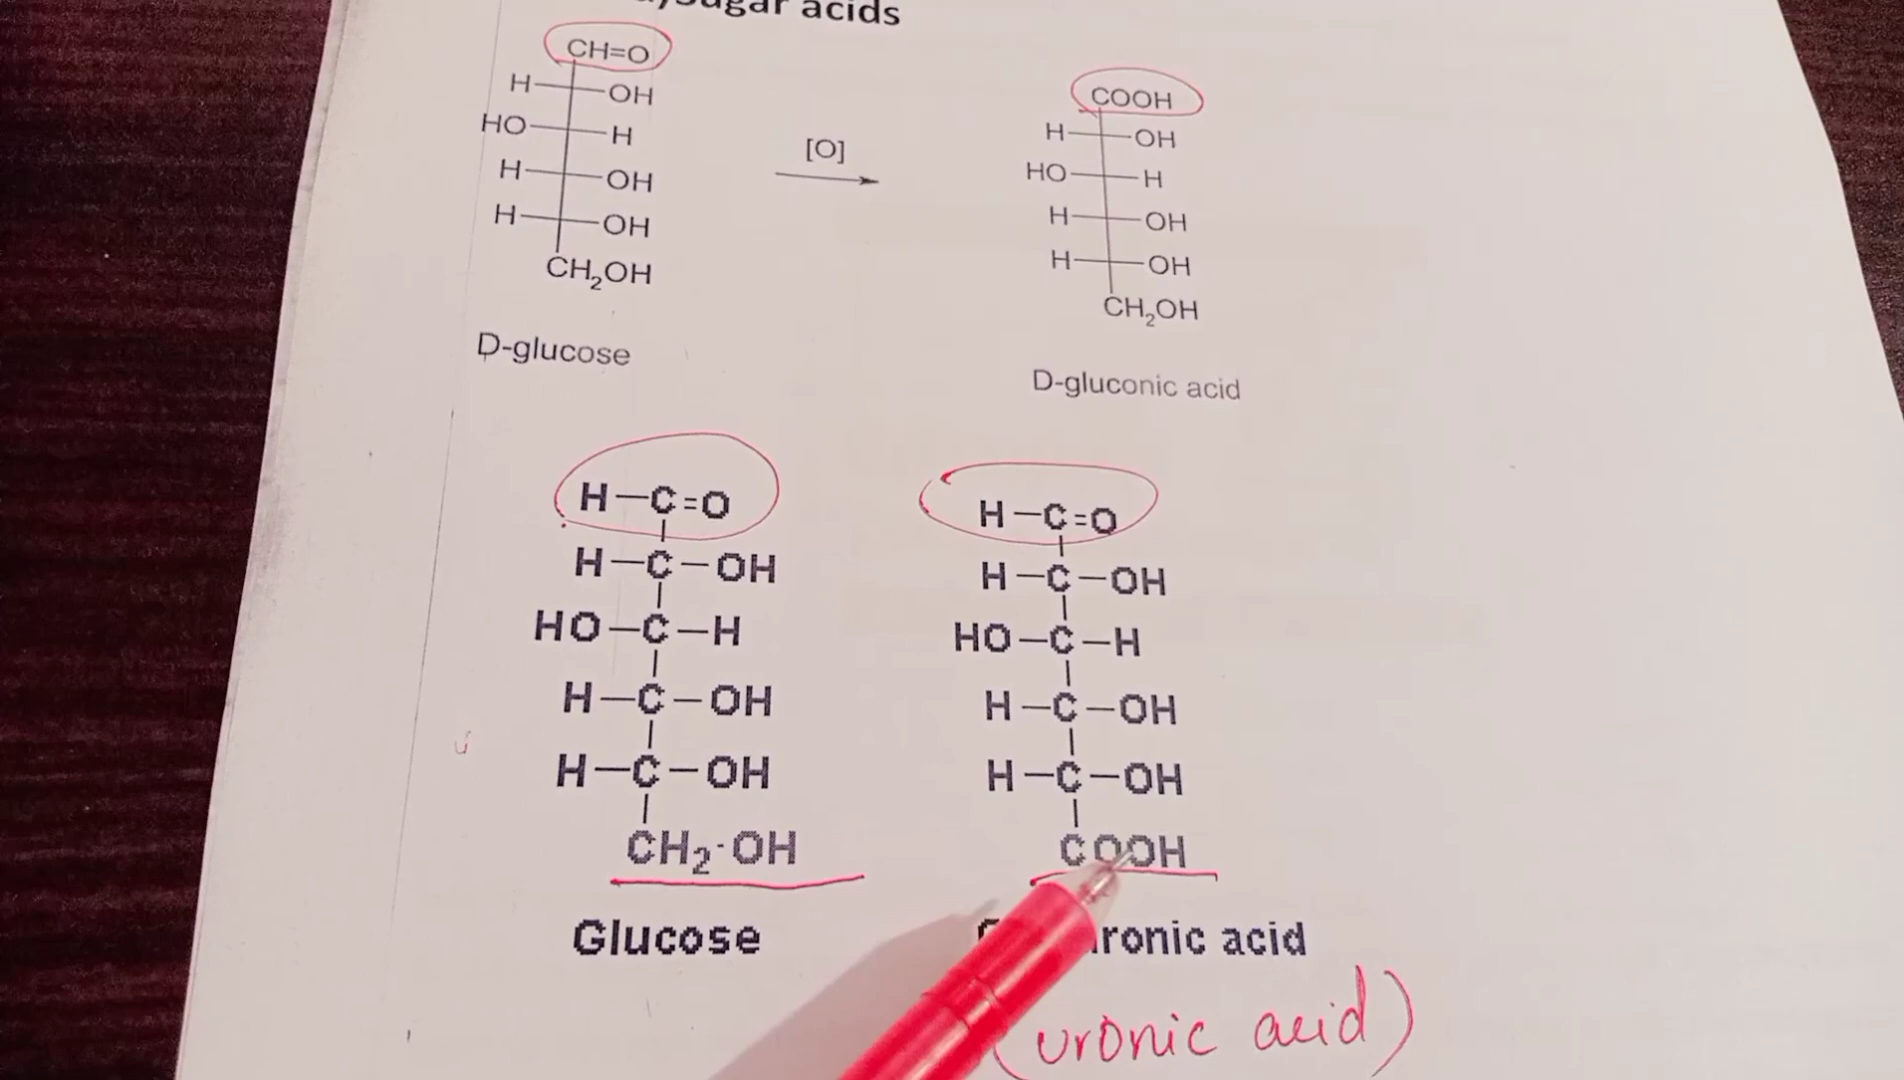 sugar acids
CH=O
H OH
HO H
H OH
H OH
CH₂OH
D-glucose
[O]
COOH
H OH
HO H
H OH
H OH
CH₂OH
D-gluconic acid
H-C=O
H-C-OH
HO-C-H
H-C-OH
H-C-OH
CH₂·OH
Glucose
H-C=O
H-C-OH
HO-C-H
H-C-OH
H-C-OH
COOH
ronic acid
(uronic acid)